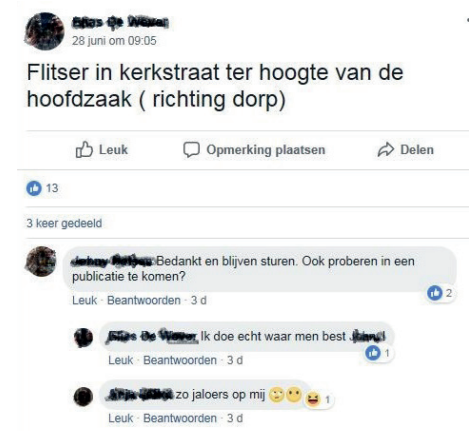 28 juni om 09:05
Flitser in kerkstraat ter hoogte van de
hoofdzaak ( richting dorp)
Leuk Opmerking plaatsen Delen
13
3 keer gedeeld
Bedankt en blijven sturen. Ook proberen in een
publicatie te komen?
2
Leuk · Beantwoorden · 3 d
Ik doe echt waar men best
1
Leuk · Beantwoorden · 3 d
zo jaloers op mij 🙄😶
😆 1
Leuk · Beantwoorden · 3 d